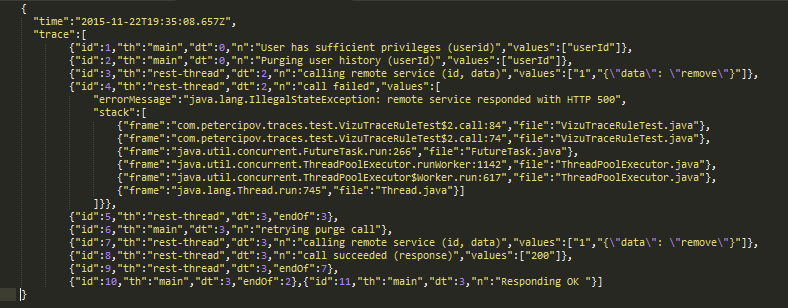 {
"time":"2015-11-22T19:35:08.657Z",
"trace":[
{"id":1,"th":"main","dt":0,"n":"User has sufficient privileges (userid)","values":["userId"]},
{"id":2,"th":"main","dt":0,"n":"Purging user history (userId)","values":["userId"]},
{"id":3,"th":"rest-thread","dt":2,"n":"calling remote service (id, data)","values":["1","{\"data\": \"remove\"}"]},
{"id":4,"th":"rest-thread","dt":2,"n":"call failed","values":[
"errorMessage":"java.lang.IllegalStateException: remote service responded with HTTP 500",
"stack":[
{"frame":"com.petercipov.traces.test.VizuTraceRuleTest$2.call:84","file":"VizuTraceRuleTest.java"},
{"frame":"com.petercipov.traces.test.VizuTraceRuleTest$2.call:74","file":"VizuTraceRuleTest.java"},
{"frame":"java.util.concurrent.FutureTask.run:266","file":"FutureTask.java"},
{"frame":"java.util.concurrent.ThreadPoolExecutor.runWorker:1142","file":"ThreadPoolExecutor.java"},
{"frame":"java.util.concurrent.ThreadPoolExecutor$Worker.run:617","file":"ThreadPoolExecutor.java"},
{"frame":"java.lang.Thread.run:745","file":"Thread.java"}]
]}},
{"id":5,"th":"rest-thread","dt":3,"endOf":3},
{"id":6,"th":"main","dt":3,"n":"retrying purge call"},
{"id":7,"th":"rest-thread","dt":3,"n":"calling remote service (id, data)","values":["1","{\"data\": \"remove\"}"]},
{"id":8,"th":"rest-thread","dt":3,"n":"call succeeded (response)","values":["200"]},
{"id":9,"th":"rest-thread","dt":3,"endOf":7},
{"id":10,"th":"main","dt":3,"endOf":2},{"id":11,"th":"main","dt":3,"n":"Responding OK "}]
}